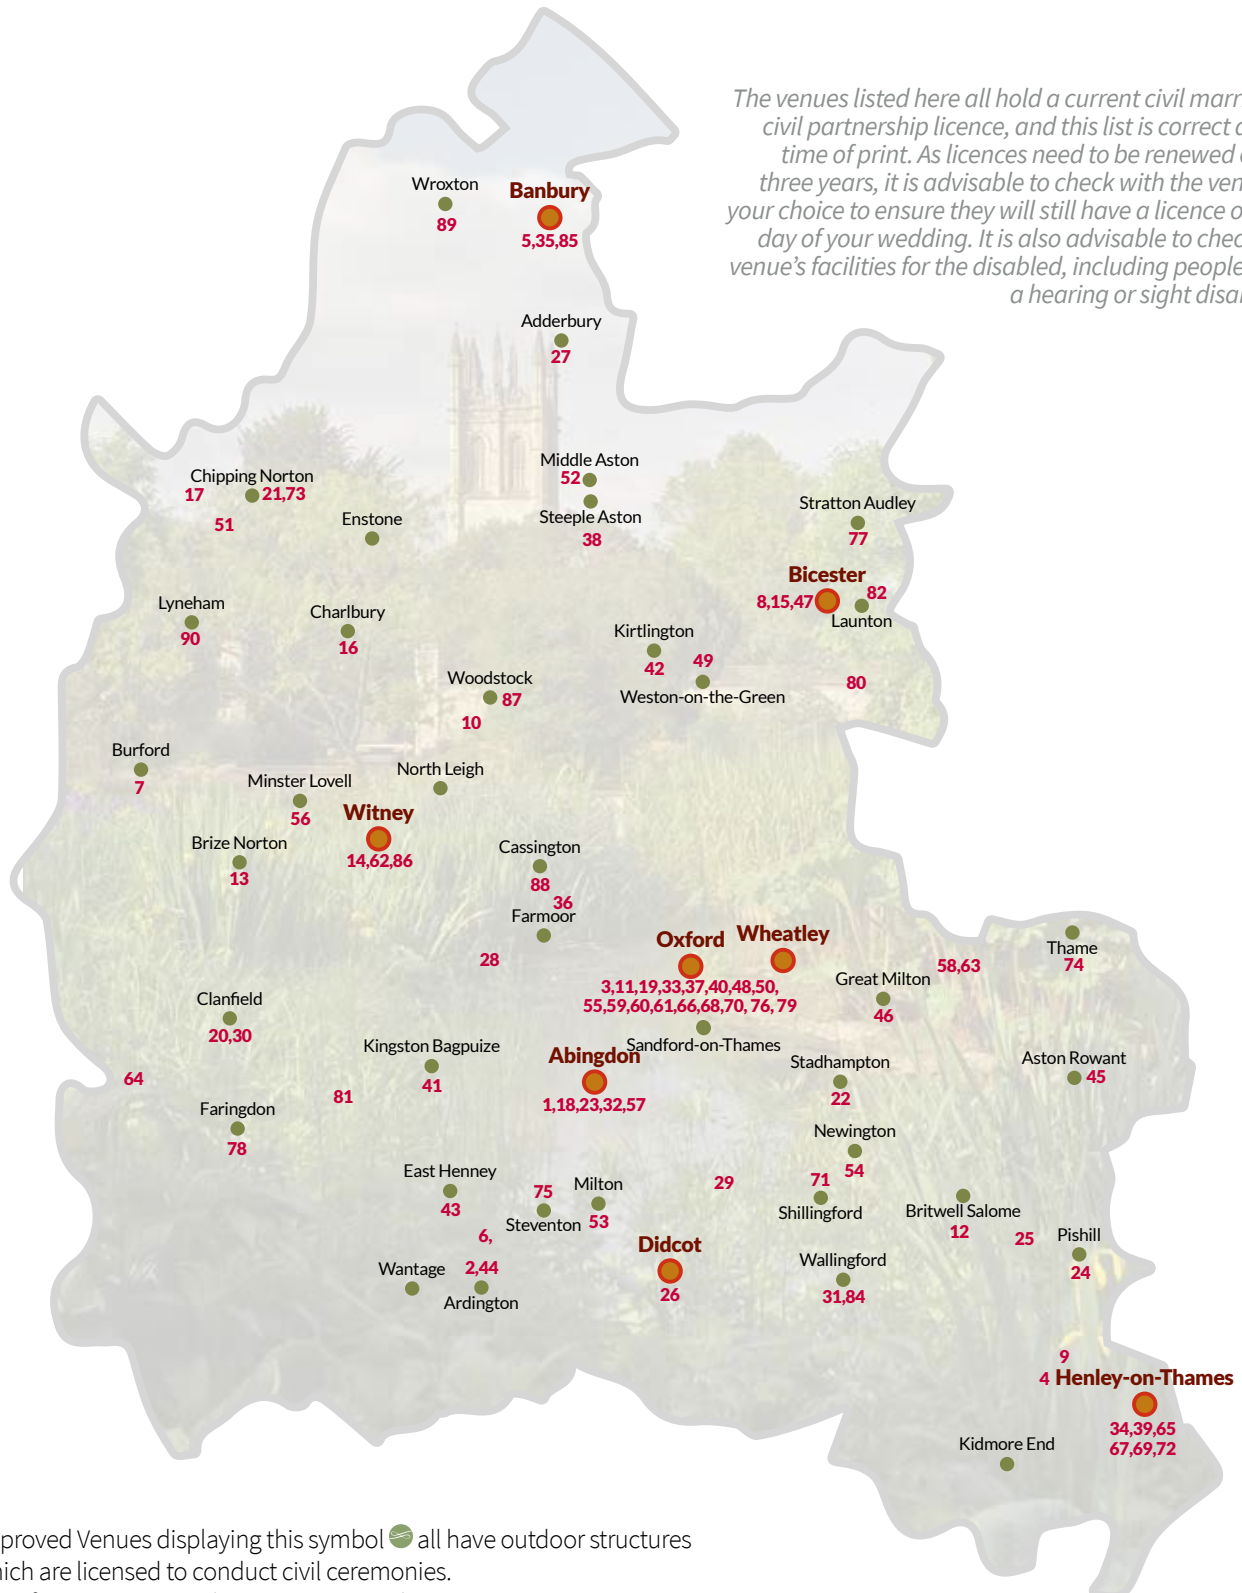 The venues listed here all hold a current civil marr
civil partnership licence, and this list is correct a
time of print. As licences need to be renewed
three years, it is advisable to check with the ven
your choice to ensure they will still have a licence o
day of your wedding. It is also advisable to chec
venue's facilities for the disabled, including people
a hearing or sight disa
Wroxton
89
Banbury
5,35,85
Adderbury
27
Chipping Norton
17
21,73
51
Enstone
Middle Aston
52
Steeple Aston
38
Stratton Audley
77
Bicester
8,15,47
82
Launton
Lyneham
90
Charlbury
16
Kirtlington
42
49
Weston-on-the-Green
80
Woodstock
87
10
Burford
7
Minster Lovell
56
North Leigh
Witney
14,62,86
Brize Norton
13
Cassington
88
36
Farmoor
28
Oxford
Wheatley
3,11,19,33,37,40,48,50,
55,59,60,61,66,68,70, 76, 79
Sandford-on-Thames
Great Milton
46
58,63
Thame
74
Clanfield
20,30
Kingston Bagpuize
41
Abingdon
1,18,23,32,57
Stadhampton
22
Aston Rowant
45
64
81
Faringdon
78
Newington
54
East Henney
43
75
Steventon
Milton
53
29
71
Shillingford
Britwell Salome
12
25
Pishill
24
6,
2,44
Ardington
Wantage
Didcot
26
Wallingford
31,84
9
4
Henley-on-Thames
34,39,65
67,69,72
Kidmore End
proved Venues displaying this symbol all have outdoor structures
hich are licensed to conduct civil ceremonies.